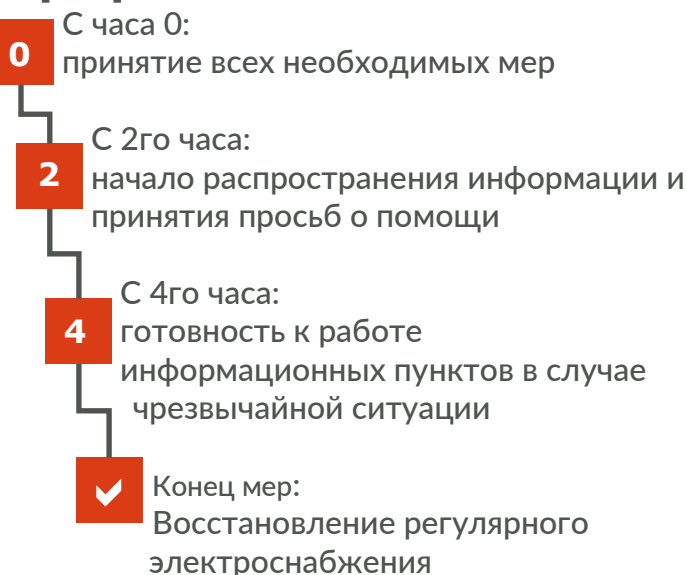 С часа 0:
0
принятие всех необходимых мер
С 2го часа:
2
начало распространения информации и
принятия просьб о помощи
С 4го часа:
4
готовность к работе
информационных пунктов в случае
чрезвычайной ситуации
Конец мер:
Восстановление регулярного
электроснабжения